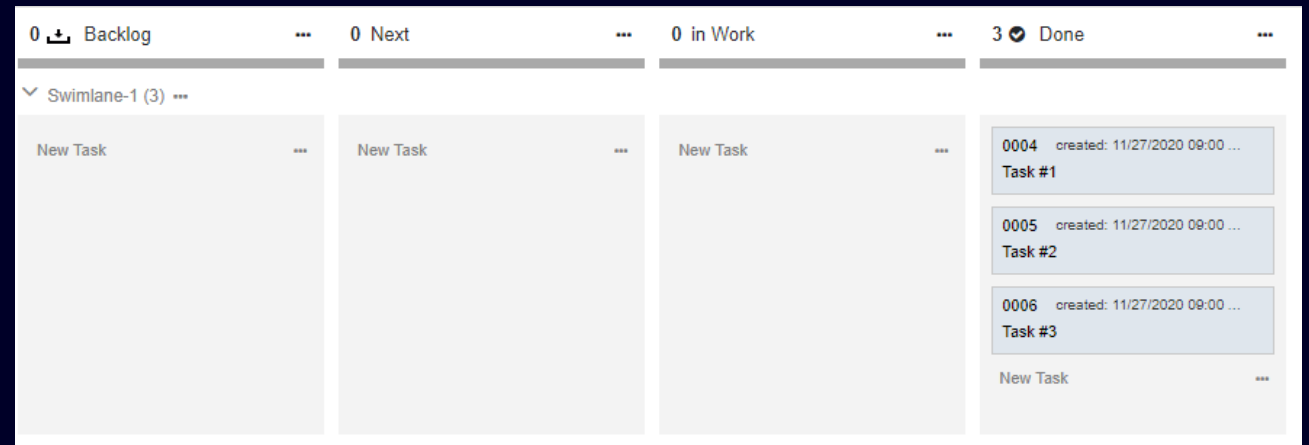 0 Backlog ...
0 Next ...
0 in Work ...
3 Done ...
Swimlane-1 (3) ...
New Task ...
New Task ...
New Task ...
0004 created: 11/27/2020 09:00 ...
Task #1
0005 created: 11/27/2020 09:00 ...
Task #2
0006 created: 11/27/2020 09:00 ...
Task #3
New Task ...